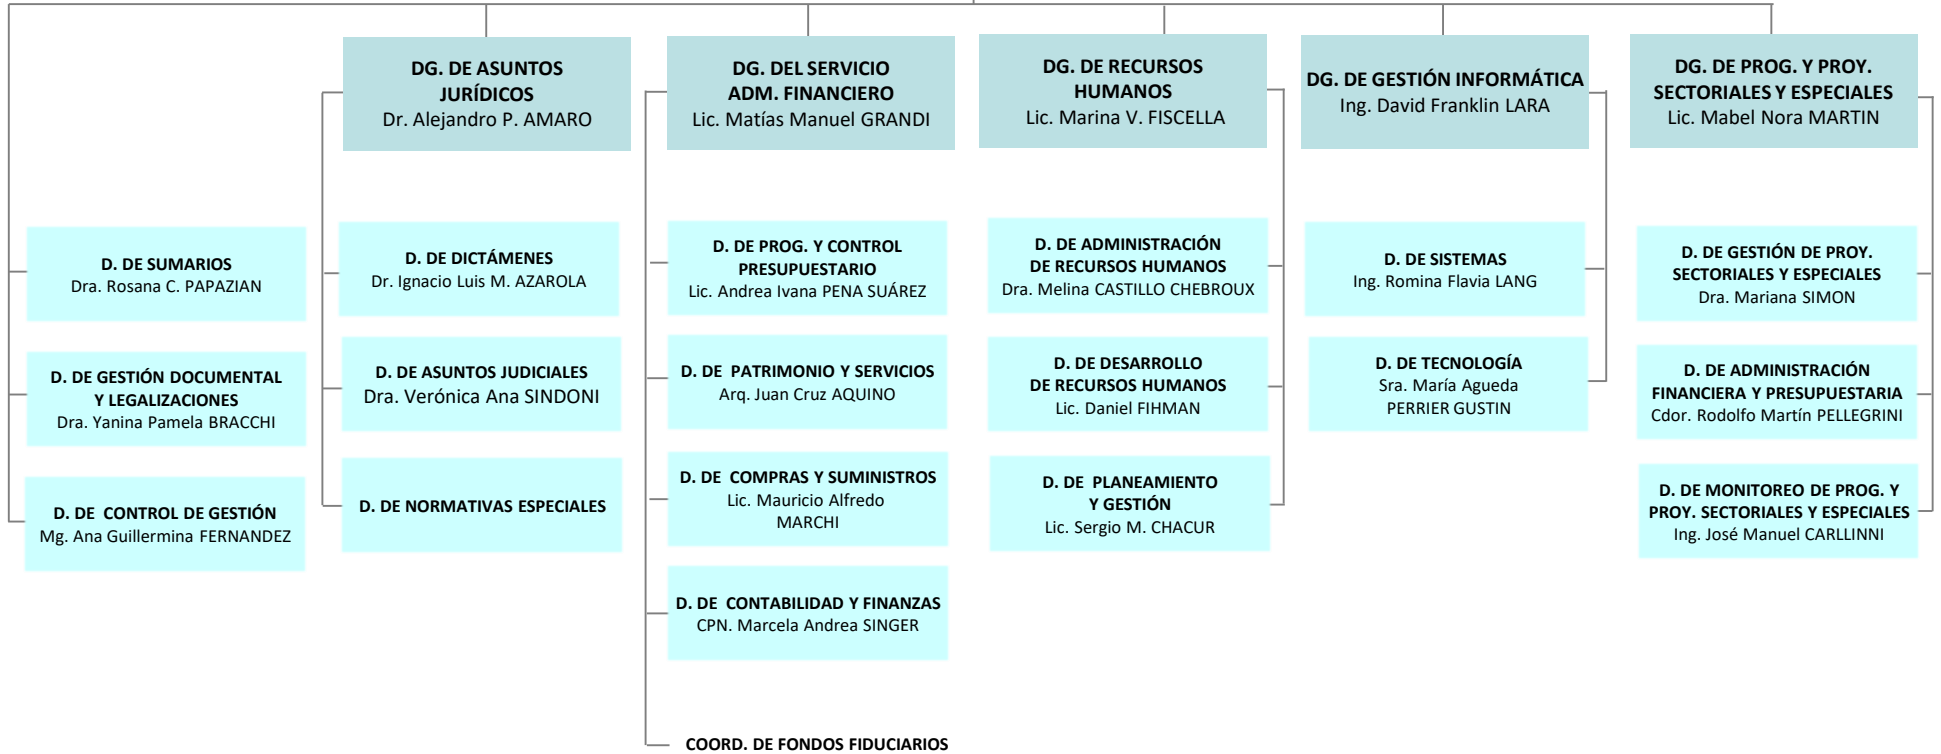 DG. DE ASUNTOS
JURÍDICOS
Dr. Alejandro P. AMARO
DG. DEL SERVICIO
ADM. FINANCIERO
Lic. Matías Manuel GRANDI
DG. DE RECURSOS
HUMANOS
Lic. Marina V. FISCELLA
DG. DE GESTIÓN INFORMÁTICA
Ing. David Franklin LARA
DG. DE PROG. Y PROY.
SECTORIALES Y ESPECIALES
Lic. Mabel Nora MARTIN
D. DE SUMARIOS
Dra. Rosana C. PAPAZIAN
D. DE GESTIÓN DOCUMENTAL
Y LEGALIZACIONES
Dra. Yanina Pamela BRACCHI
D. DE CONTROL DE GESTIÓN
Mg. Ana Guillermina FERNANDEZ
D. DE DICTÁMENES
Dr. Ignacio Luis M. AZAROLA
D. DE ASUNTOS JUDICIALES
Dra. Verónica Ana SINDONI
D. DE NORMATIVAS ESPECIALES
D. DE PROG. Y CONTROL
PRESUPUESTARIO
Lic. Andrea Ivana PENA SUÁREZ
D. DE PATRIMONIO Y SERVICIOS
Arq. Juan Cruz AQUINO
D. DE COMPRAS Y SUMINISTROS
Lic. Mauricio Alfredo
MARCHI
D. DE CONTABILIDAD Y FINANZAS
CPN. Marcela Andrea SINGER
COORD. DE FONDOS FIDUCIARIOS
D. DE ADMINISTRACIÓN
DE RECURSOS HUMANOS
Dra. Melina CASTILLO CHEBROUX
D. DE DESARROLLO
DE RECURSOS HUMANOS
Lic. Daniel FIHMAN
D. DE PLANEAMIENTO
Y GESTIÓN
Lic. Sergio M. CHACUR
D. DE SISTEMAS
Ing. Romina Flavia LANG
D. DE TECNOLOGÍA
Sra. María Agueda
PERRIER GUSTIN
D. DE GESTIÓN DE PROY.
SECTORIALES Y ESPECIALES
Dra. Mariana SIMON
D. DE ADMINISTRACIÓN
FINANCIERA Y PRESUPUESTARIA
Cdor. Rodolfo Martín PELLEGRINI
D. DE MONITOREO DE PROG. Y
PROY. SECTORIALES Y ESPECIALES
Ing. José Manuel CARLLINNI